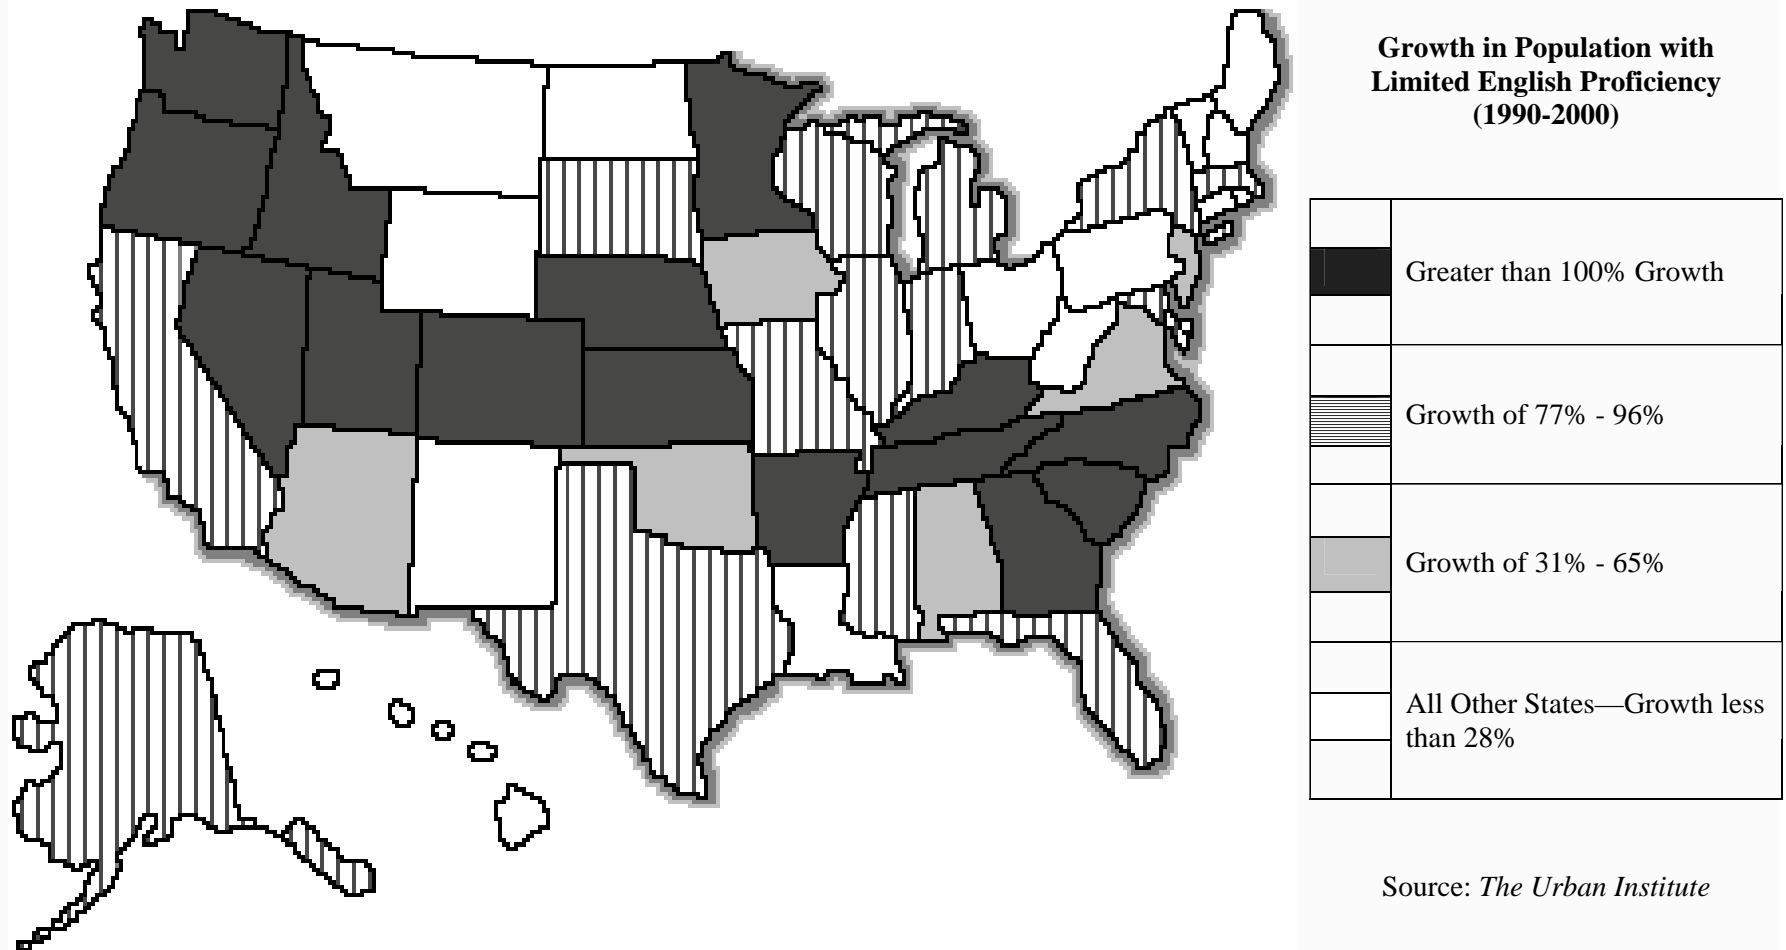 Growth in Population with
Limited English Proficiency
(1990-2000)
Greater than 100% Growth
Growth of 77% - 96%
Growth of 31% - 65%
All Other States—Growth less
than 28%
Source: The Urban Institute